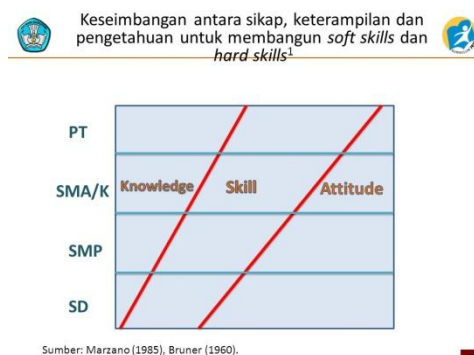 Keseimbangan antara sikap, keterampilan dan
pengetahuan untuk membangun soft skills dan
hard skills1
PT
SMA/K
Knowledge
Skill
Attitude
SMP
SD
Sumber: Marzano (1985), Bruner (1960).